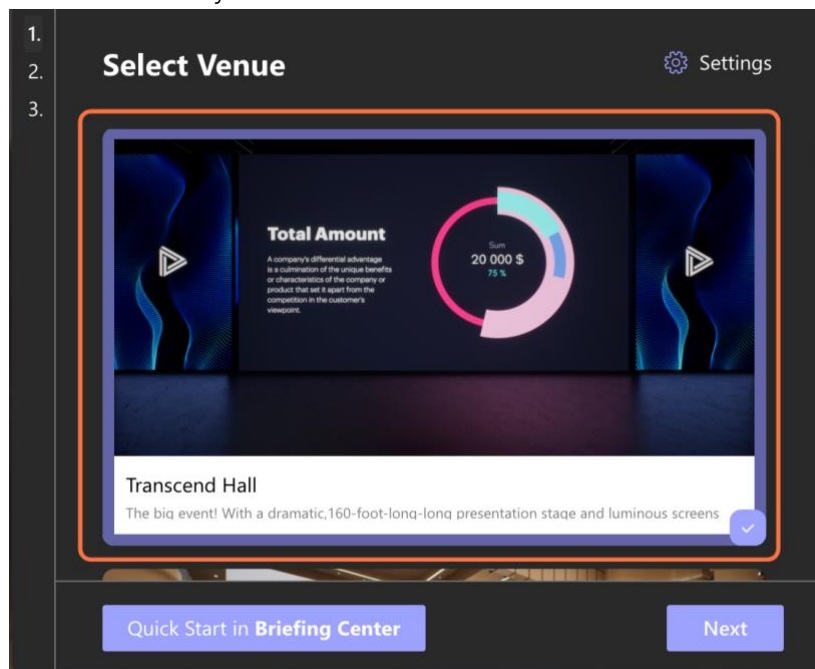 1.
2.
3.
Select Venue
Settings
Total Amount
A company's differential advantage
is a culmination of the unique benefits
or characteristics of the company or
product that set it apart from the
competition in the customer's
viewpoint.
Sum
20 000 $
75 %
Transcend Hall
The big event! With a dramatic,160-foot-long-long presentation stage and luminous screens
Quick Start in Briefing Center
Next